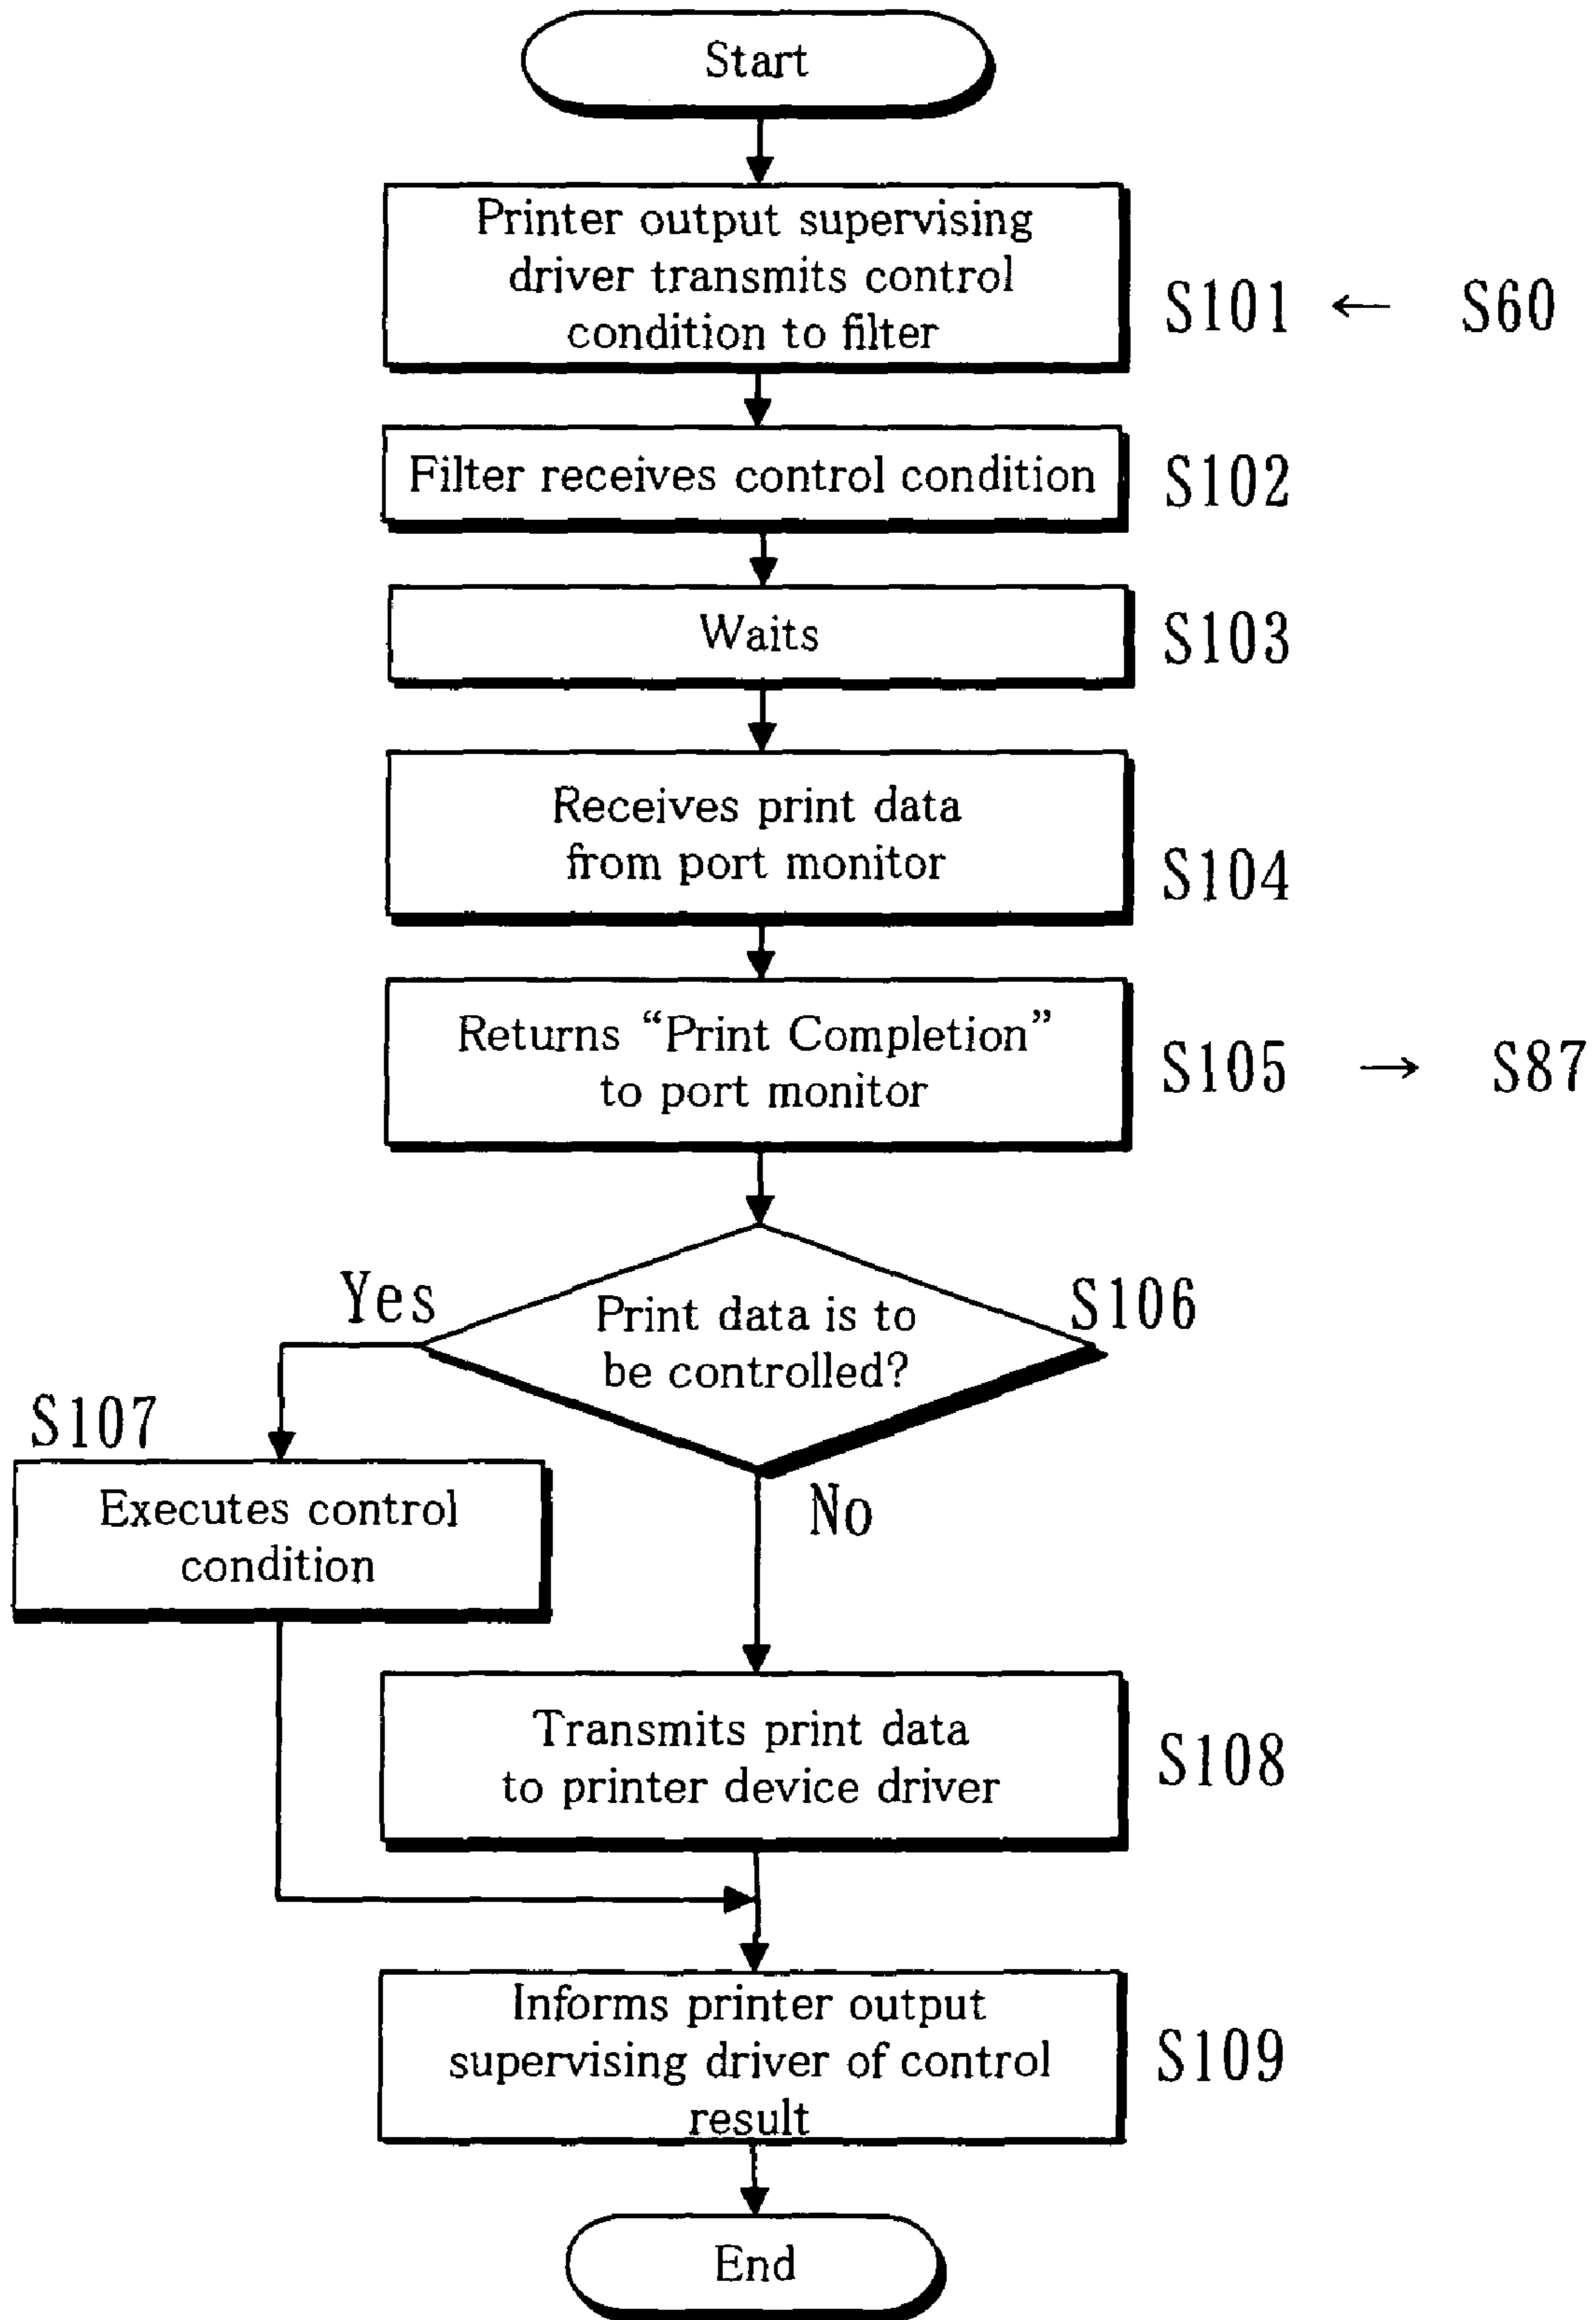 Start
Printer output supervising
driver transmits control
condition to filter
S101 ← S60
Filter receives control condition
S102
Waits
S103
Receives print data
from port monitor
S104
Returns “Print Completion”
to port monitor
S105 → S87
Print data is to
be controlled?
S106
Yes
No
S107
Executes control
condition
Transmits print data
to printer device driver
S108
Informs printer output
supervising driver of control
result
S109
End